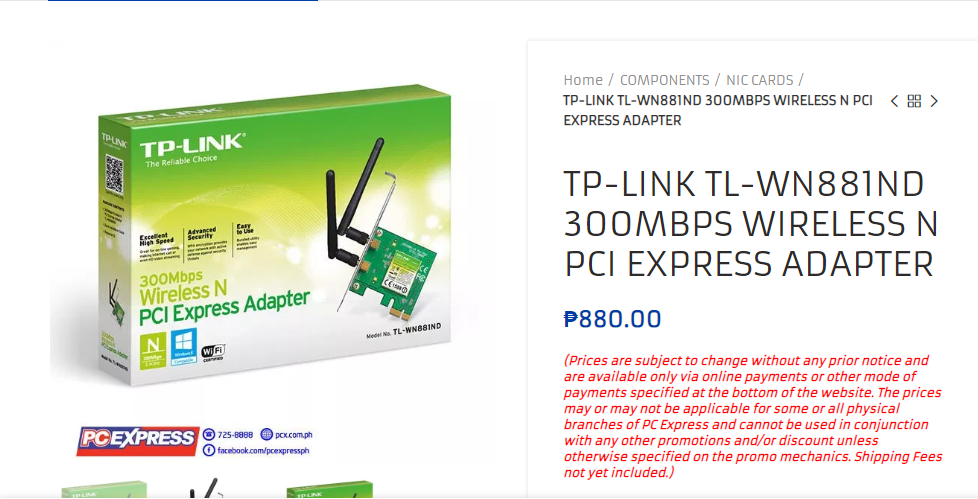 Home / COMPONENTS / NIC CARDS /
TP-LINK TL-WN881ND 300MBPS WIRELESS N PCI
EXPRESS ADAPTER
TP-LINK TL-WN881ND
300MBPS WIRELESS N
PCI EXPRESS ADAPTER
₱880.00
(Prices are subject to change without any prior notice and
are available only via online payments or other mode of
payments specified at the bottom of the website. The prices
may or may not be applicable for some or all physical
branches of PC Express and cannot be used in conjunction
with any other promotions and/or discount unless
otherwise specified on the promo mechanics. Shipping Fees
not yet included.)
TP-LINK
TP-LINK
The Reliable Choice
Excellent
High Speed
Advanced
Security
Easy
to Use
300Mbps
Wireless N
PCI Express Adapter
N
Windows 8
Wi Fi
CERTIFIED
Model No. TL-WN881ND
PCEXPRESS
725-8888
pcx.com.ph
facebook.com/pcexpressph